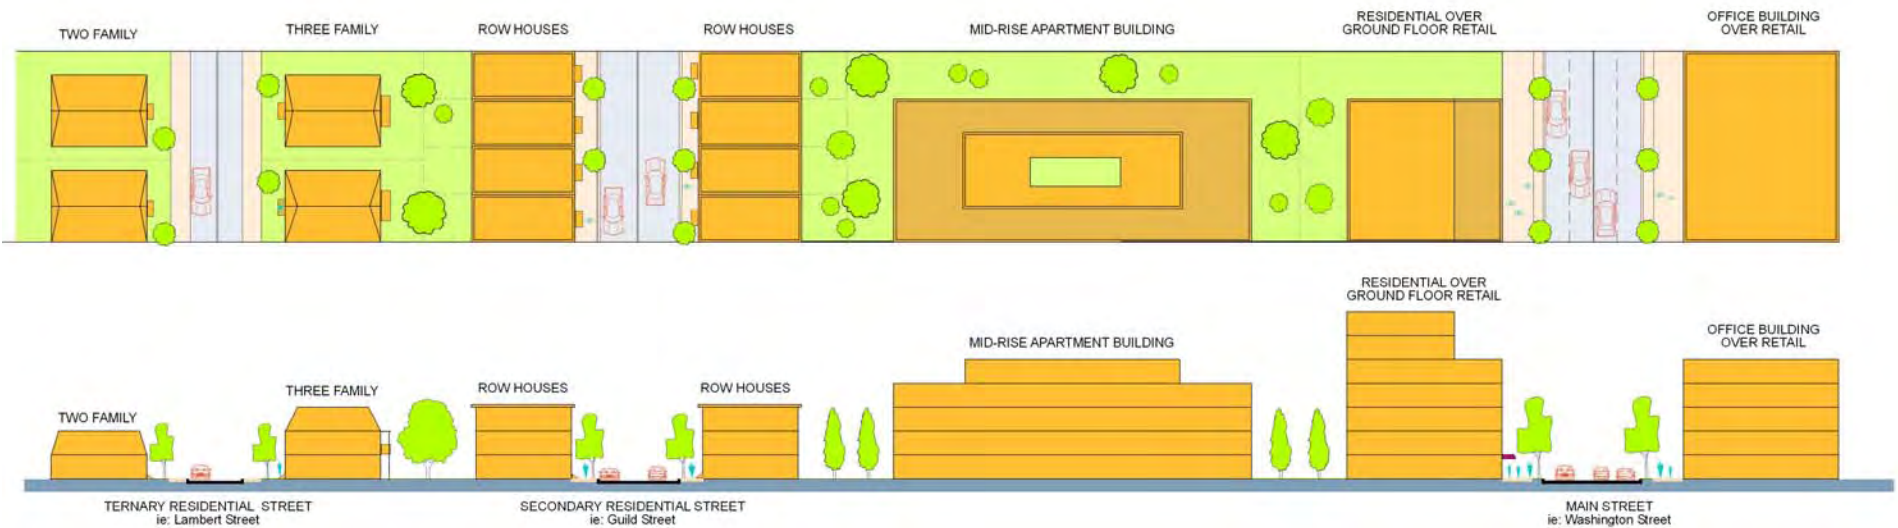 TWO FAMILY
THREE FAMILY
ROW HOUSES
ROW HOUSES
MID-RISE APARTMENT BUILDING
RESIDENTIAL OVER
GROUND FLOOR RETAIL
OFFICE BUILDING
OVER RETAIL
TWO FAMILY
THREE FAMILY
ROW HOUSES
ROW HOUSES
MID-RISE APARTMENT BUILDING
RESIDENTIAL OVER
GROUND FLOOR RETAIL
OFFICE BUILDING
OVER RETAIL
TERNARY RESIDENTIAL STREET
ie: Lambert Street
SECONDARY RESIDENTIAL STREET
ie: Guild Street
MAIN STREET
ie: Washington Street